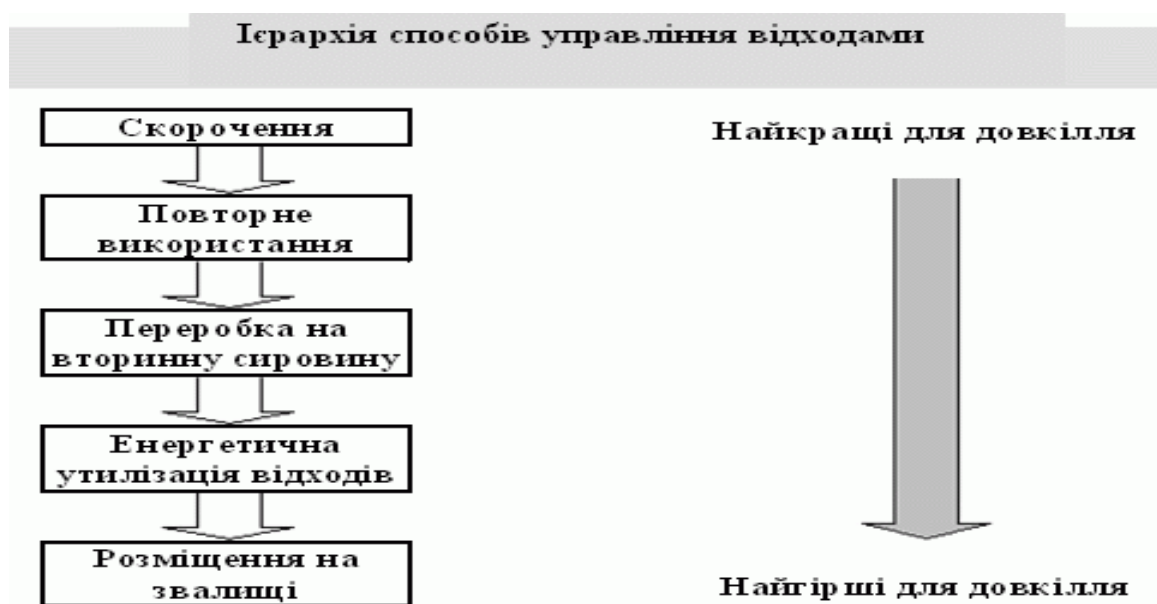 Ієрархія способів управління відходами
Скорочення
Найкращі для довкілля
Повторне
використання
Переробка на
вторинну сировину
Енергетична
утилізація відходів
Розміщення на
звалищі
Найгірші для довкілля